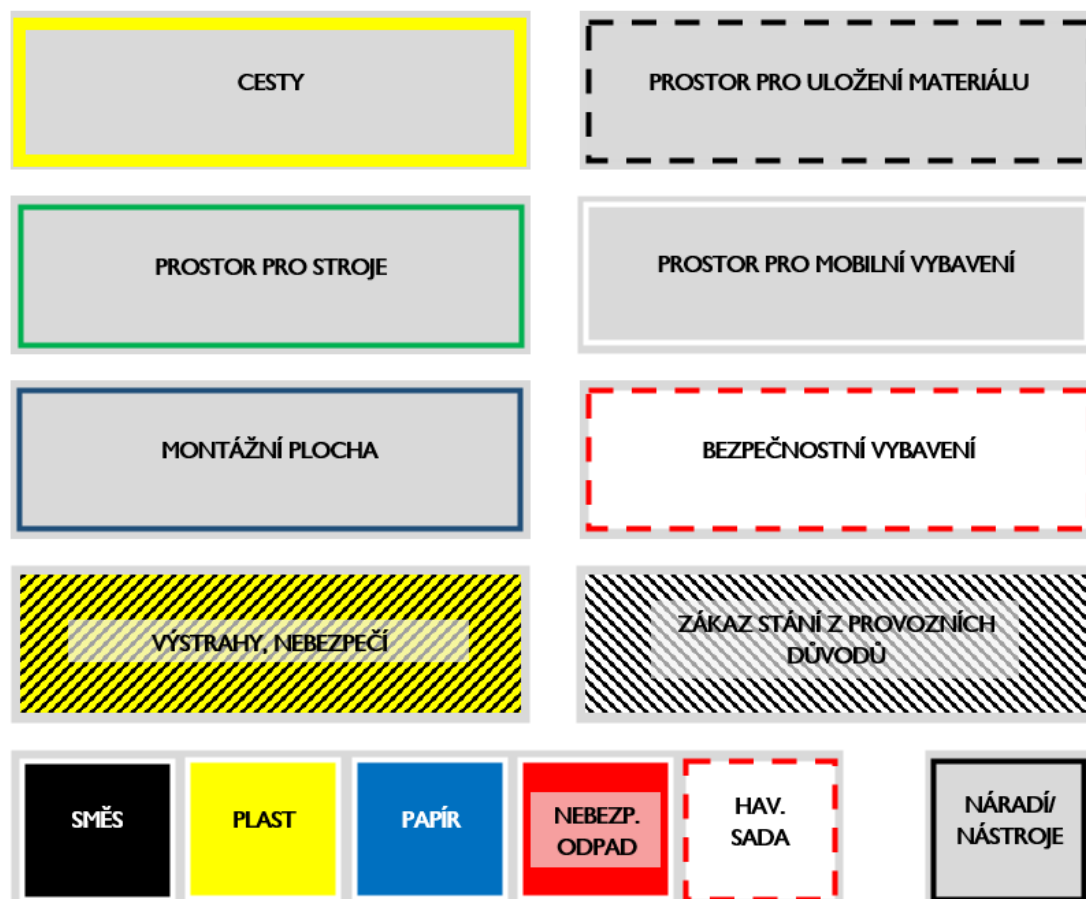 CESTY
PROSTOR PRO ULOŽENÍ MATERIÁLU
PROSTOR PRO STROJE
PROSTOR PRO MOBILNÍ VYBAVENÍ
MONTÁŽNÍ PLOCHA
BEZPEČNOSTNÍ VYBAVENÍ
VÝSTRAHY, NEBEZPEČÍ
ZÁKAZ STÁNÍ Z PROVOZNÍCH
DŮVODŮ
SMĚS
PLAST
PAPÍR
NEBEZP.
ODPAD
HAV.
SADA
NÁRADÍ/
NÁSTROJE